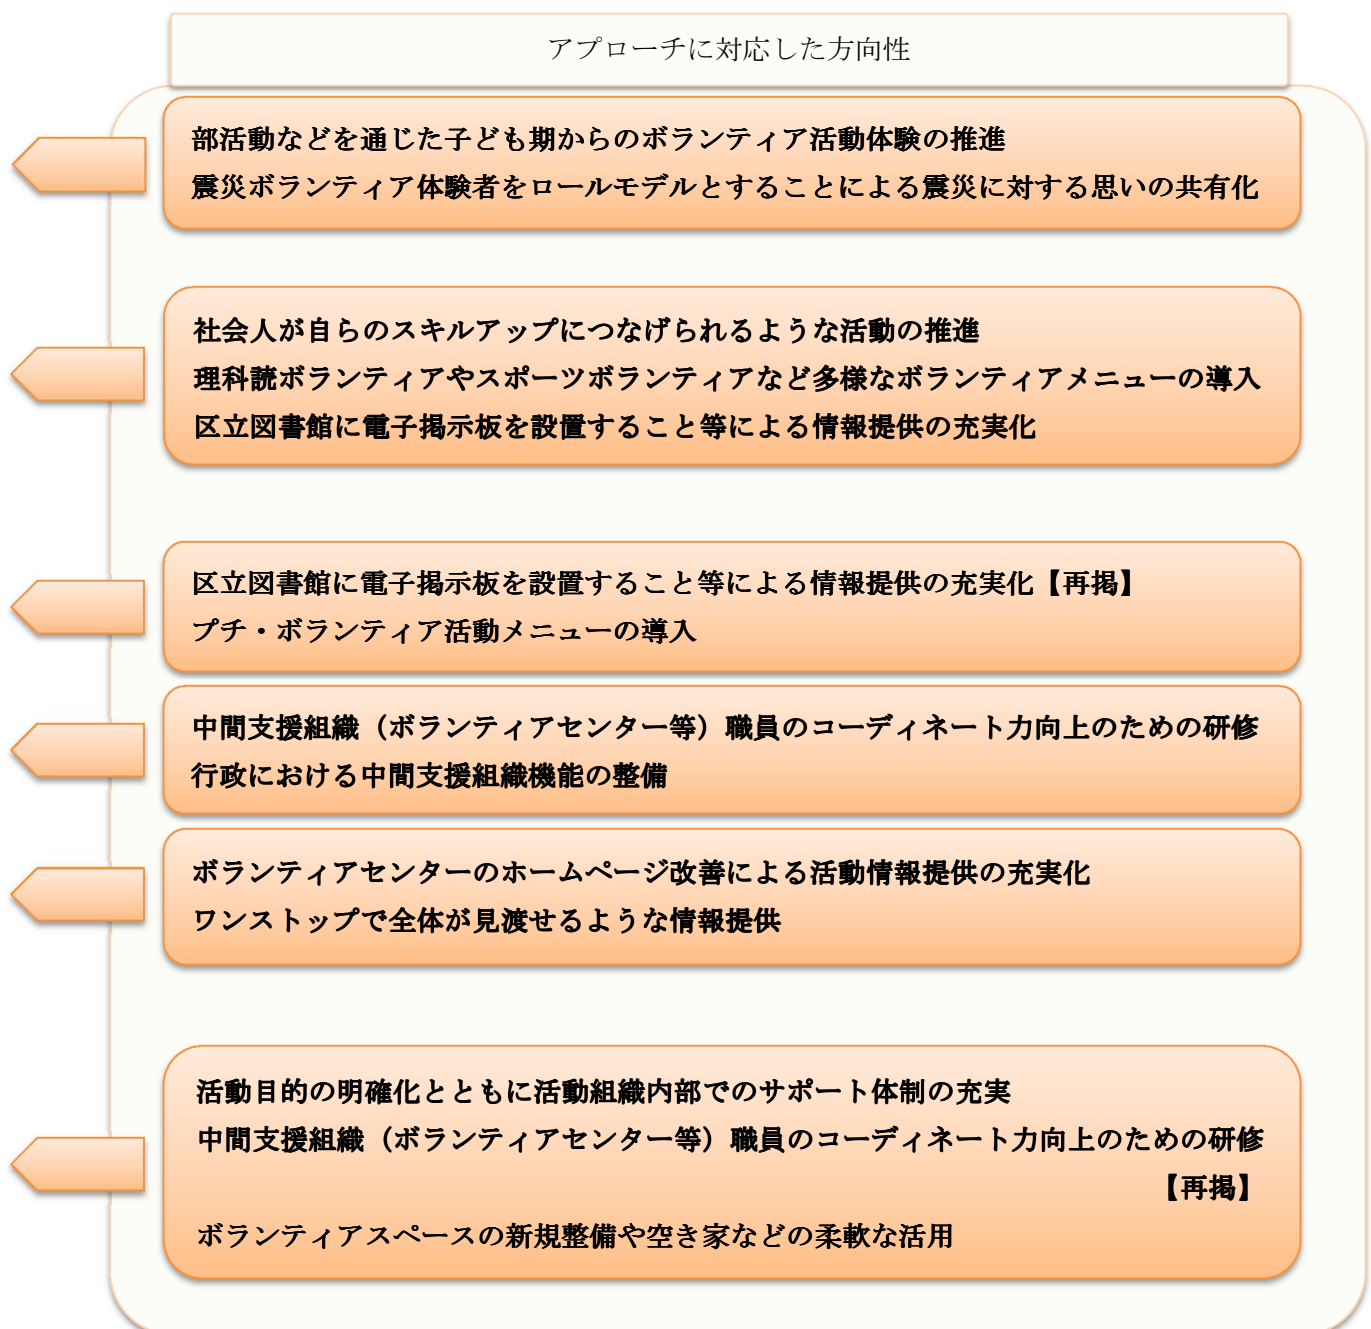 アプローチに対応した方向性
部活動などを通じた子ども期からのボランティア活動体験の推進
震災ボランティア体験者をロールモデルとすることによる震災に対する思いの共有化
社会人が自らのスキルアップにつなげられるような活動の推進
理科読ボランティアやスポーツボランティアなど多様なボランティアメニューの導入
区立図書館に電子掲示板を設置すること等による情報提供の充実化
区立図書館に電子掲示板を設置すること等による情報提供の充実化【再掲】
プチ・ボランティア活動メニューの導入
中間支援組織（ボランティアセンター等）職員のコーディネート力向上のための研修
行政における中間支援組織機能の整備
ボランティアセンターのホームページ改善による活動情報提供の充実化
ワンストップで全体が見渡せるような情報提供
活動目的の明確化とともに活動組織内部でのサポート体制の充実
中間支援組織（ボランティアセンター等）職員のコーディネート力向上のための研修
【再掲】
ボランティアスペースの新規整備や空き家などの柔軟な活用